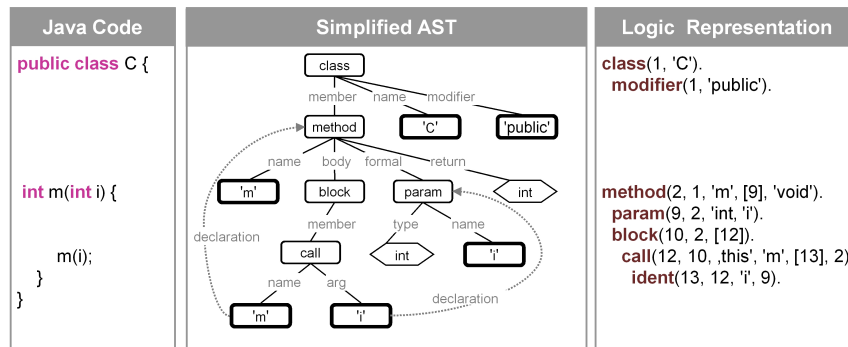 Java Code
Simplified AST
Logic Representation
public class C {
int m(int i) {
m(i);
}
}
class
member name modifier
method 'C' 'public'
name body formal return
'm' block param int
member type name
declaration
call int 'i'
name arg
declaration
'm' 'i'
class(1, 'C').
modifier(1, 'public').
method(2, 1, 'm', [9], 'void').
param(9, 2, 'int, 'i').
block(10, 2, [12]).
call(12, 10, ,this', 'm', [13], 2)
ident(13, 12, 'i', 9).